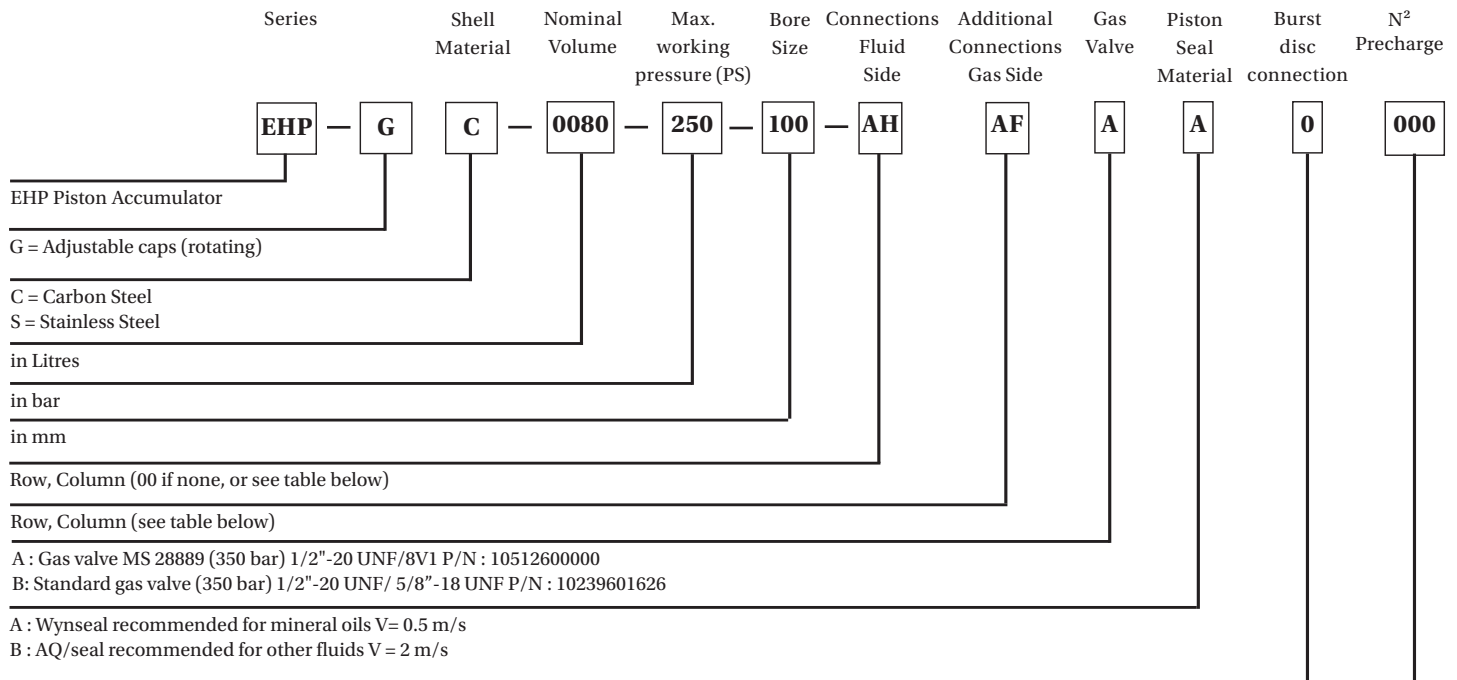 Series
Shell
Material
Nominal
Volume
Max.
working
pressure (PS)
Bore
Size
Connections
Fluid
Side
Additional
Connections
Gas Side
Gas
Valve
Piston
Seal
Material
Burst
disc
connection
N²
Precharge
EHP — G C — 0080 — 250 — 100 — AH AF A A 0 000
EHP Piston Accumulator
G = Adjustable caps (rotating)
C = Carbon Steel
S = Stainless Steel
in Litres
in bar
in mm
Row, Column (00 if none, or see table below)
Row, Column (see table below)
A : Gas valve MS 28889 (350 bar) 1/2"-20 UNF/8V1 P/N : 10512600000
B: Standard gas valve (350 bar) 1/2"-20 UNF/ 5/8”-18 UNF P/N : 10239601626
A : Wynseal recommended for mineral oils V= 0.5 m/s
B : AQ/seal recommended for other fluids V = 2 m/s